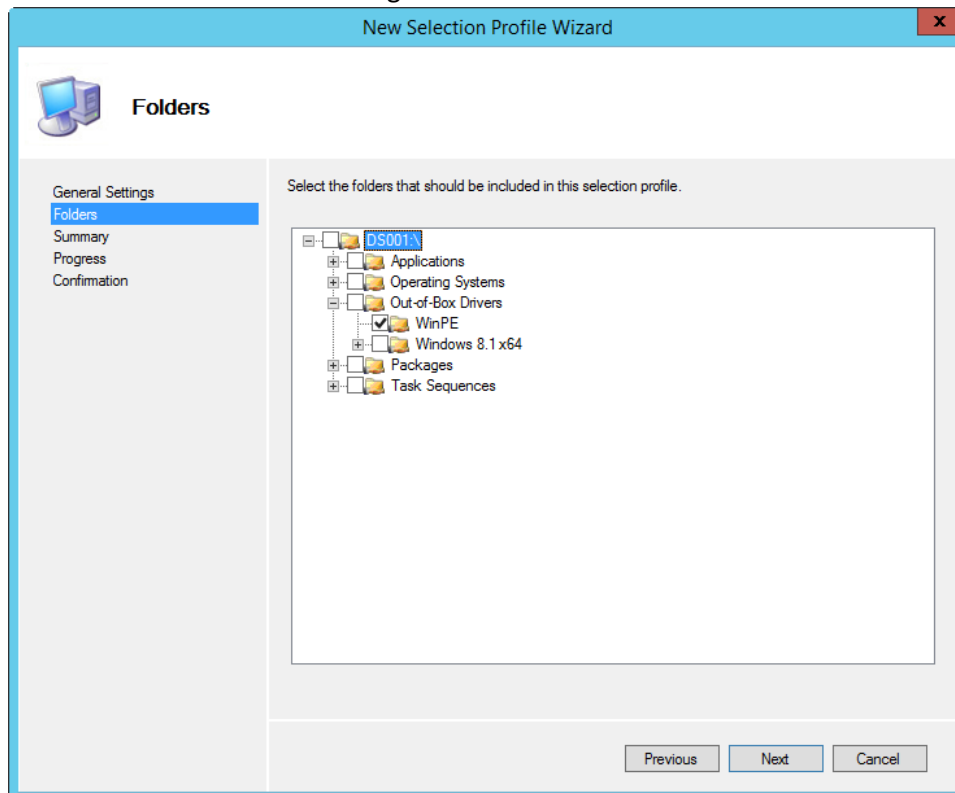 New Selection Profile Wizard
x
Folders
General Settings
Folders
Summary
Progress
Confirmation
Select the folders that should be included in this selection profile.
DS001:\
Applications
Operating Systems
Out-of-Box Drivers
WinPE
Windows 8.1 x64
Packages
Task Sequences
Previous Next Cancel